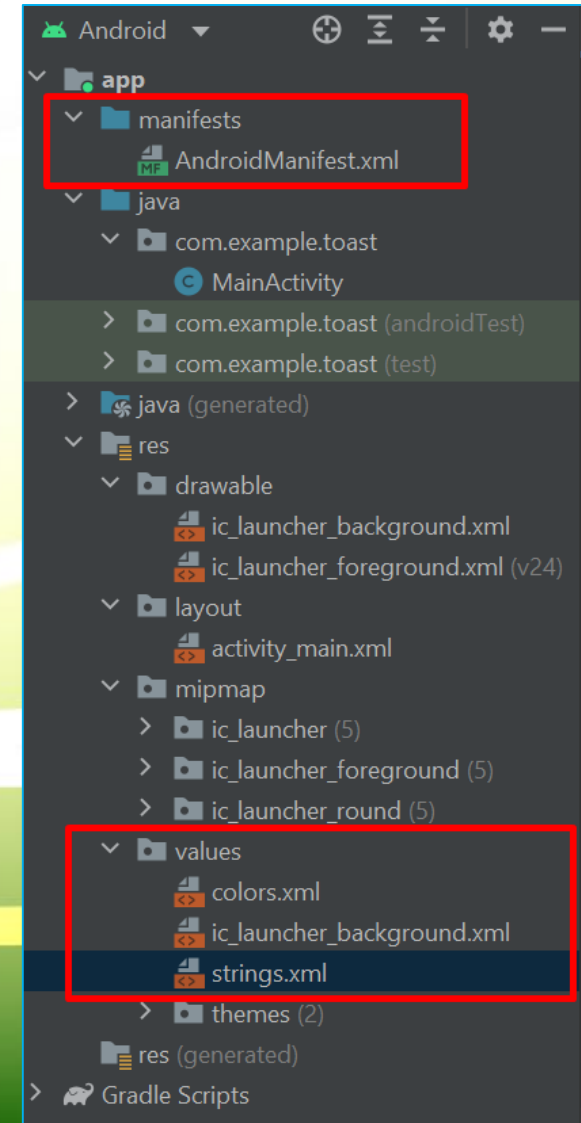 Android
app
manifests
MF AndroidManifest.xml
java
com.example.toast
C MainActivity
com.example.toast (androidTest)
com.example.toast (test)
java (generated)
res
drawable
ic_launcher_background.xml
ic_launcher_foreground.xml (v24)
layout
activity_main.xml
mipmap
ic_launcher (5)
ic_launcher_foreground (5)
ic_launcher_round (5)
values
colors.xml
ic_launcher_background.xml
strings.xml
themes (2)
res (generated)
Gradle Scripts